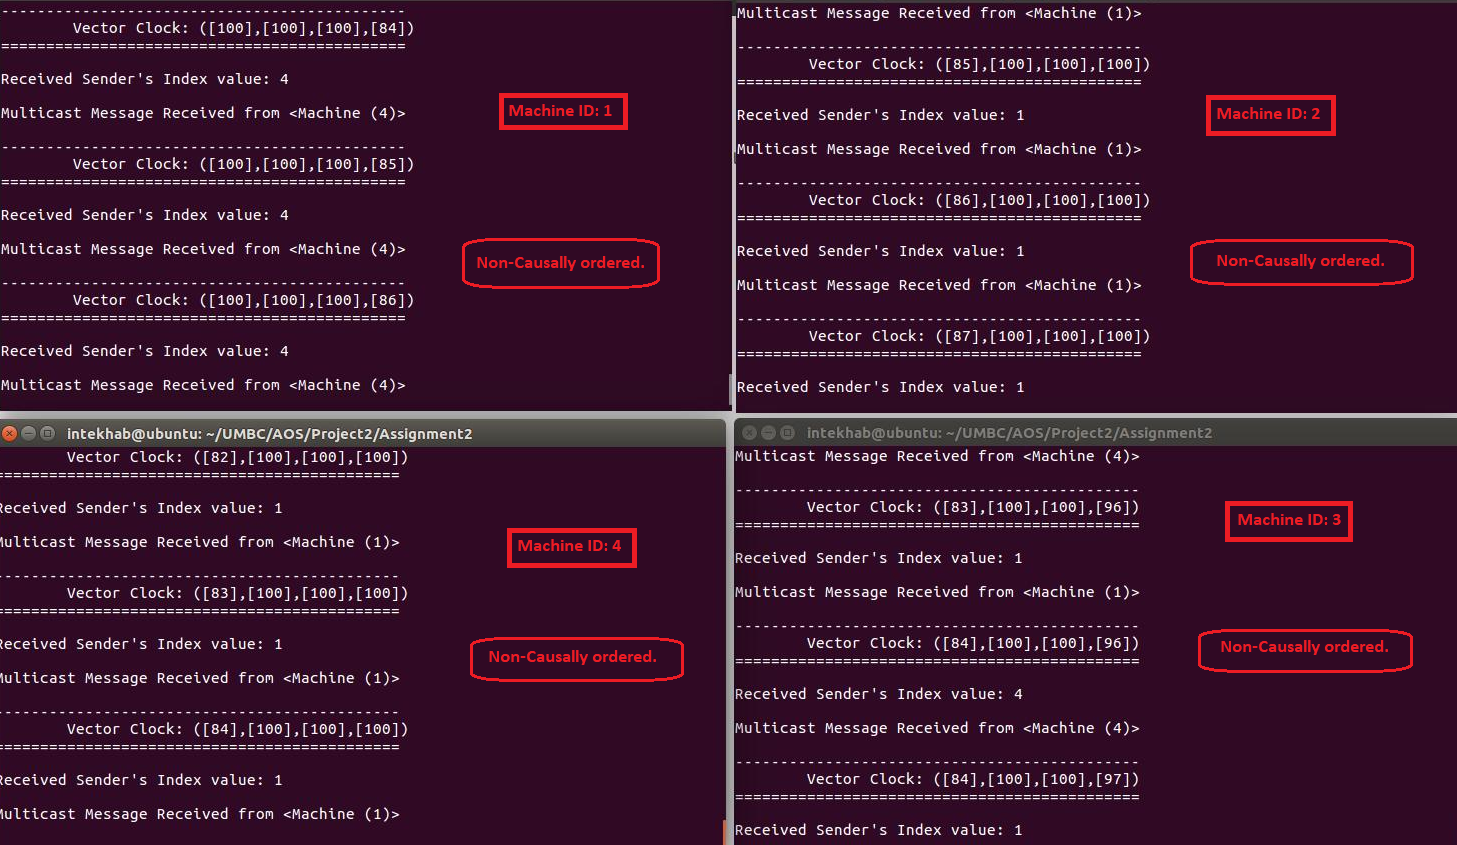 ---------------------------------------------
Vector Clock: ([100],[100],[100],[84])
=============================================
Received Sender's Index value: 4
Machine ID: 1
Multicast Message Received from <Machine (4)>
---------------------------------------------
Vector Clock: ([100],[100],[100],[85])
=============================================
Received Sender's Index value: 4
Multicast Message Received from <Machine (4)>
Non-Causally ordered.
---------------------------------------------
Vector Clock: ([100],[100],[100],[86])
=============================================
Received Sender's Index value: 4
Multicast Message Received from <Machine (4)>
Multicast Message Received from <Machine (1)>
---------------------------------------------
Vector Clock: ([85],[100],[100],[100])
=============================================
Received Sender's Index value: 1
Machine ID: 2
Multicast Message Received from <Machine (1)>
---------------------------------------------
Vector Clock: ([86],[100],[100],[100])
=============================================
Received Sender's Index value: 1
Non-Causally ordered.
Multicast Message Received from <Machine (1)>
---------------------------------------------
Vector Clock: ([87],[100],[100],[100])
=============================================
Received Sender's Index value: 1
intekhab@ubuntu: ~/UMBC/AOS/Project2/Assignment2
Vector Clock: ([82],[100],[100],[100])
=============================================
Received Sender's Index value: 1
Multicast Message Received from <Machine (1)>
Machine ID: 4
---------------------------------------------
Vector Clock: ([83],[100],[100],[100])
=============================================
Received Sender's Index value: 1
Non-Causally ordered.
Multicast Message Received from <Machine (1)>
---------------------------------------------
Vector Clock: ([84],[100],[100],[100])
=============================================
Received Sender's Index value: 1
Multicast Message Received from <Machine (1)>
intekhab@ubuntu: ~/UMBC/AOS/Project2/Assignment2
Multicast Message Received from <Machine (4)>
---------------------------------------------
Vector Clock: ([83],[100],[100],[96])
Machine ID: 3
=============================================
Received Sender's Index value: 1
Multicast Message Received from <Machine (1)>
---------------------------------------------
Vector Clock: ([84],[100],[100],[96])
Non-Causally ordered.
=============================================
Received Sender's Index value: 4
Multicast Message Received from <Machine (4)>
---------------------------------------------
Vector Clock: ([84],[100],[100],[97])
=============================================
Received Sender's Index value: 1